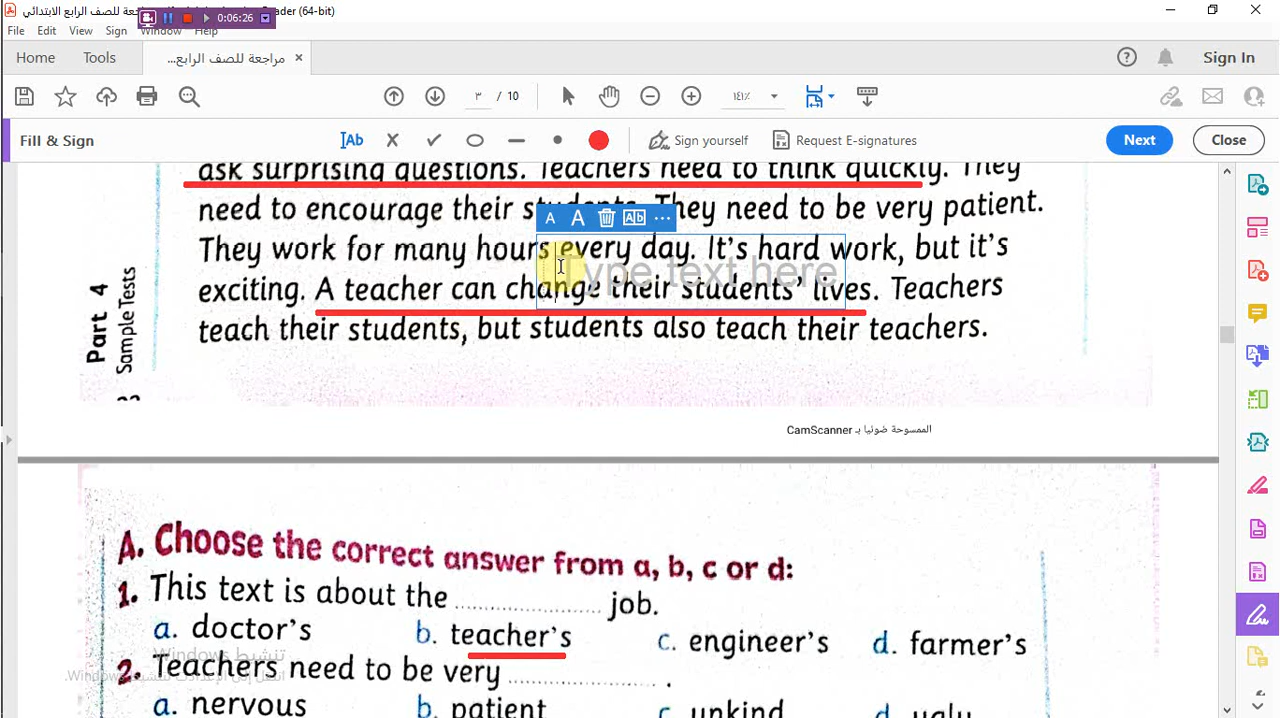 مراجعة للصف الرابع الابتدائي
0:06:26
(64-bit)
File Edit View Sign Window Help
Home Tools مراجعة للصف الرابع... × Sign In
٣ / 10 ١٤١٪
Fill & Sign Ab Sign yourself Request E-signatures Next Close
ask surprising questions. Teachers need to think quickly. They
need to encourage their students. They need to be very patient.
A A Ab ...
They work for many hours every day. It's hard work, but it's
Type text here
exciting. A teacher can change their students' lives. Teachers
teach their students, but students also teach their teachers.
Part 4
Sample Tests
الممسوحة ضوئيا بـ CamScanner
A. Choose the correct answer from a, b, c or d:
1. This text is about the .................... job.
a. doctor's b. teacher's c. engineer's d. farmer's
تنشيط Windows
2. Teachers need to be very .................... .
a. nervous b. patient c. unkind d. ugly